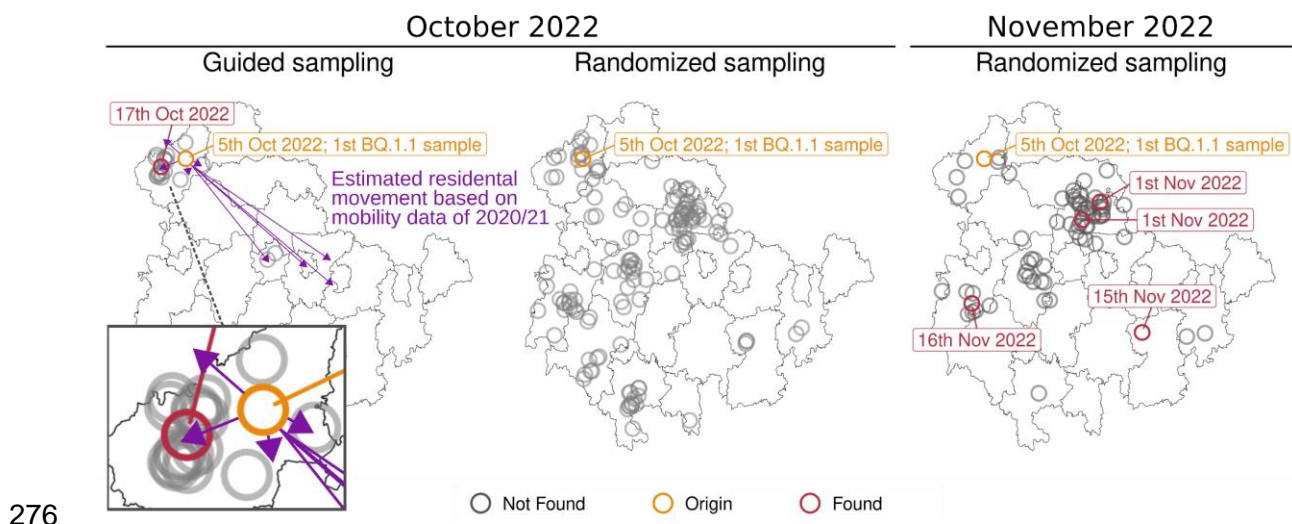 October 2022
November 2022
Guided sampling
Randomized sampling
Randomized sampling
17th Oct 2022
5th Oct 2022; 1st BQ.1.1 sample
Estimated residental
movement based on
mobility data of 2020/21
5th Oct 2022; 1st BQ.1.1 sample
5th Oct 2022; 1st BQ.1.1 sample
1st Nov 2022
1st Nov 2022
15th Nov 2022
16th Nov 2022
Not Found
Origin
Found
276